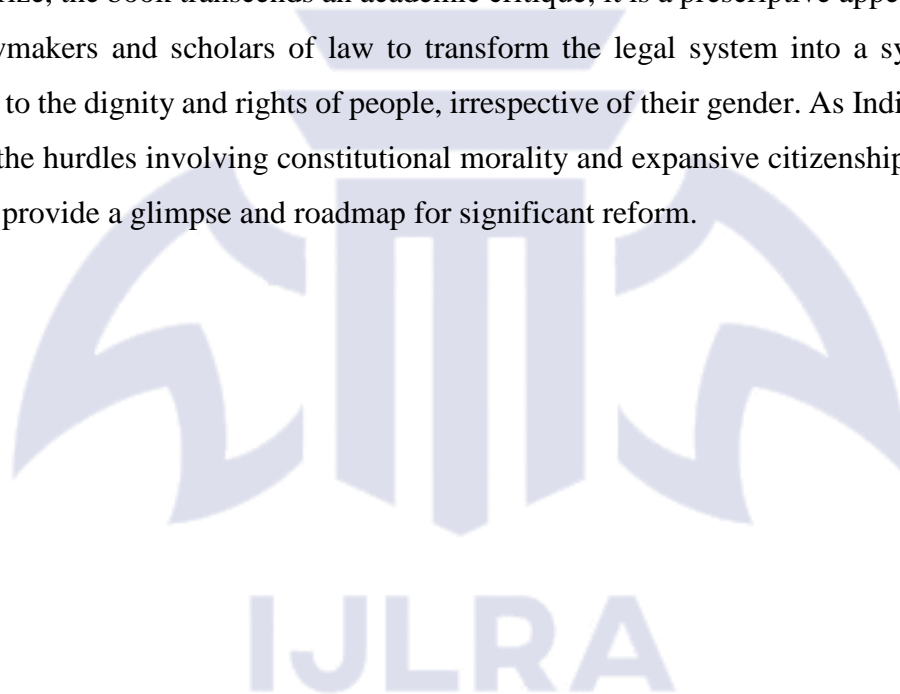 rize, the book transcends an academic critique; it is a prescriptive appe
ymakers and scholars of law to transform the legal system into a sy
to the dignity and rights of people, irrespective of their gender. As Indi
the hurdles involving constitutional morality and expansive citizenship
provide a glimpse and roadmap for significant reform.
IJLRA